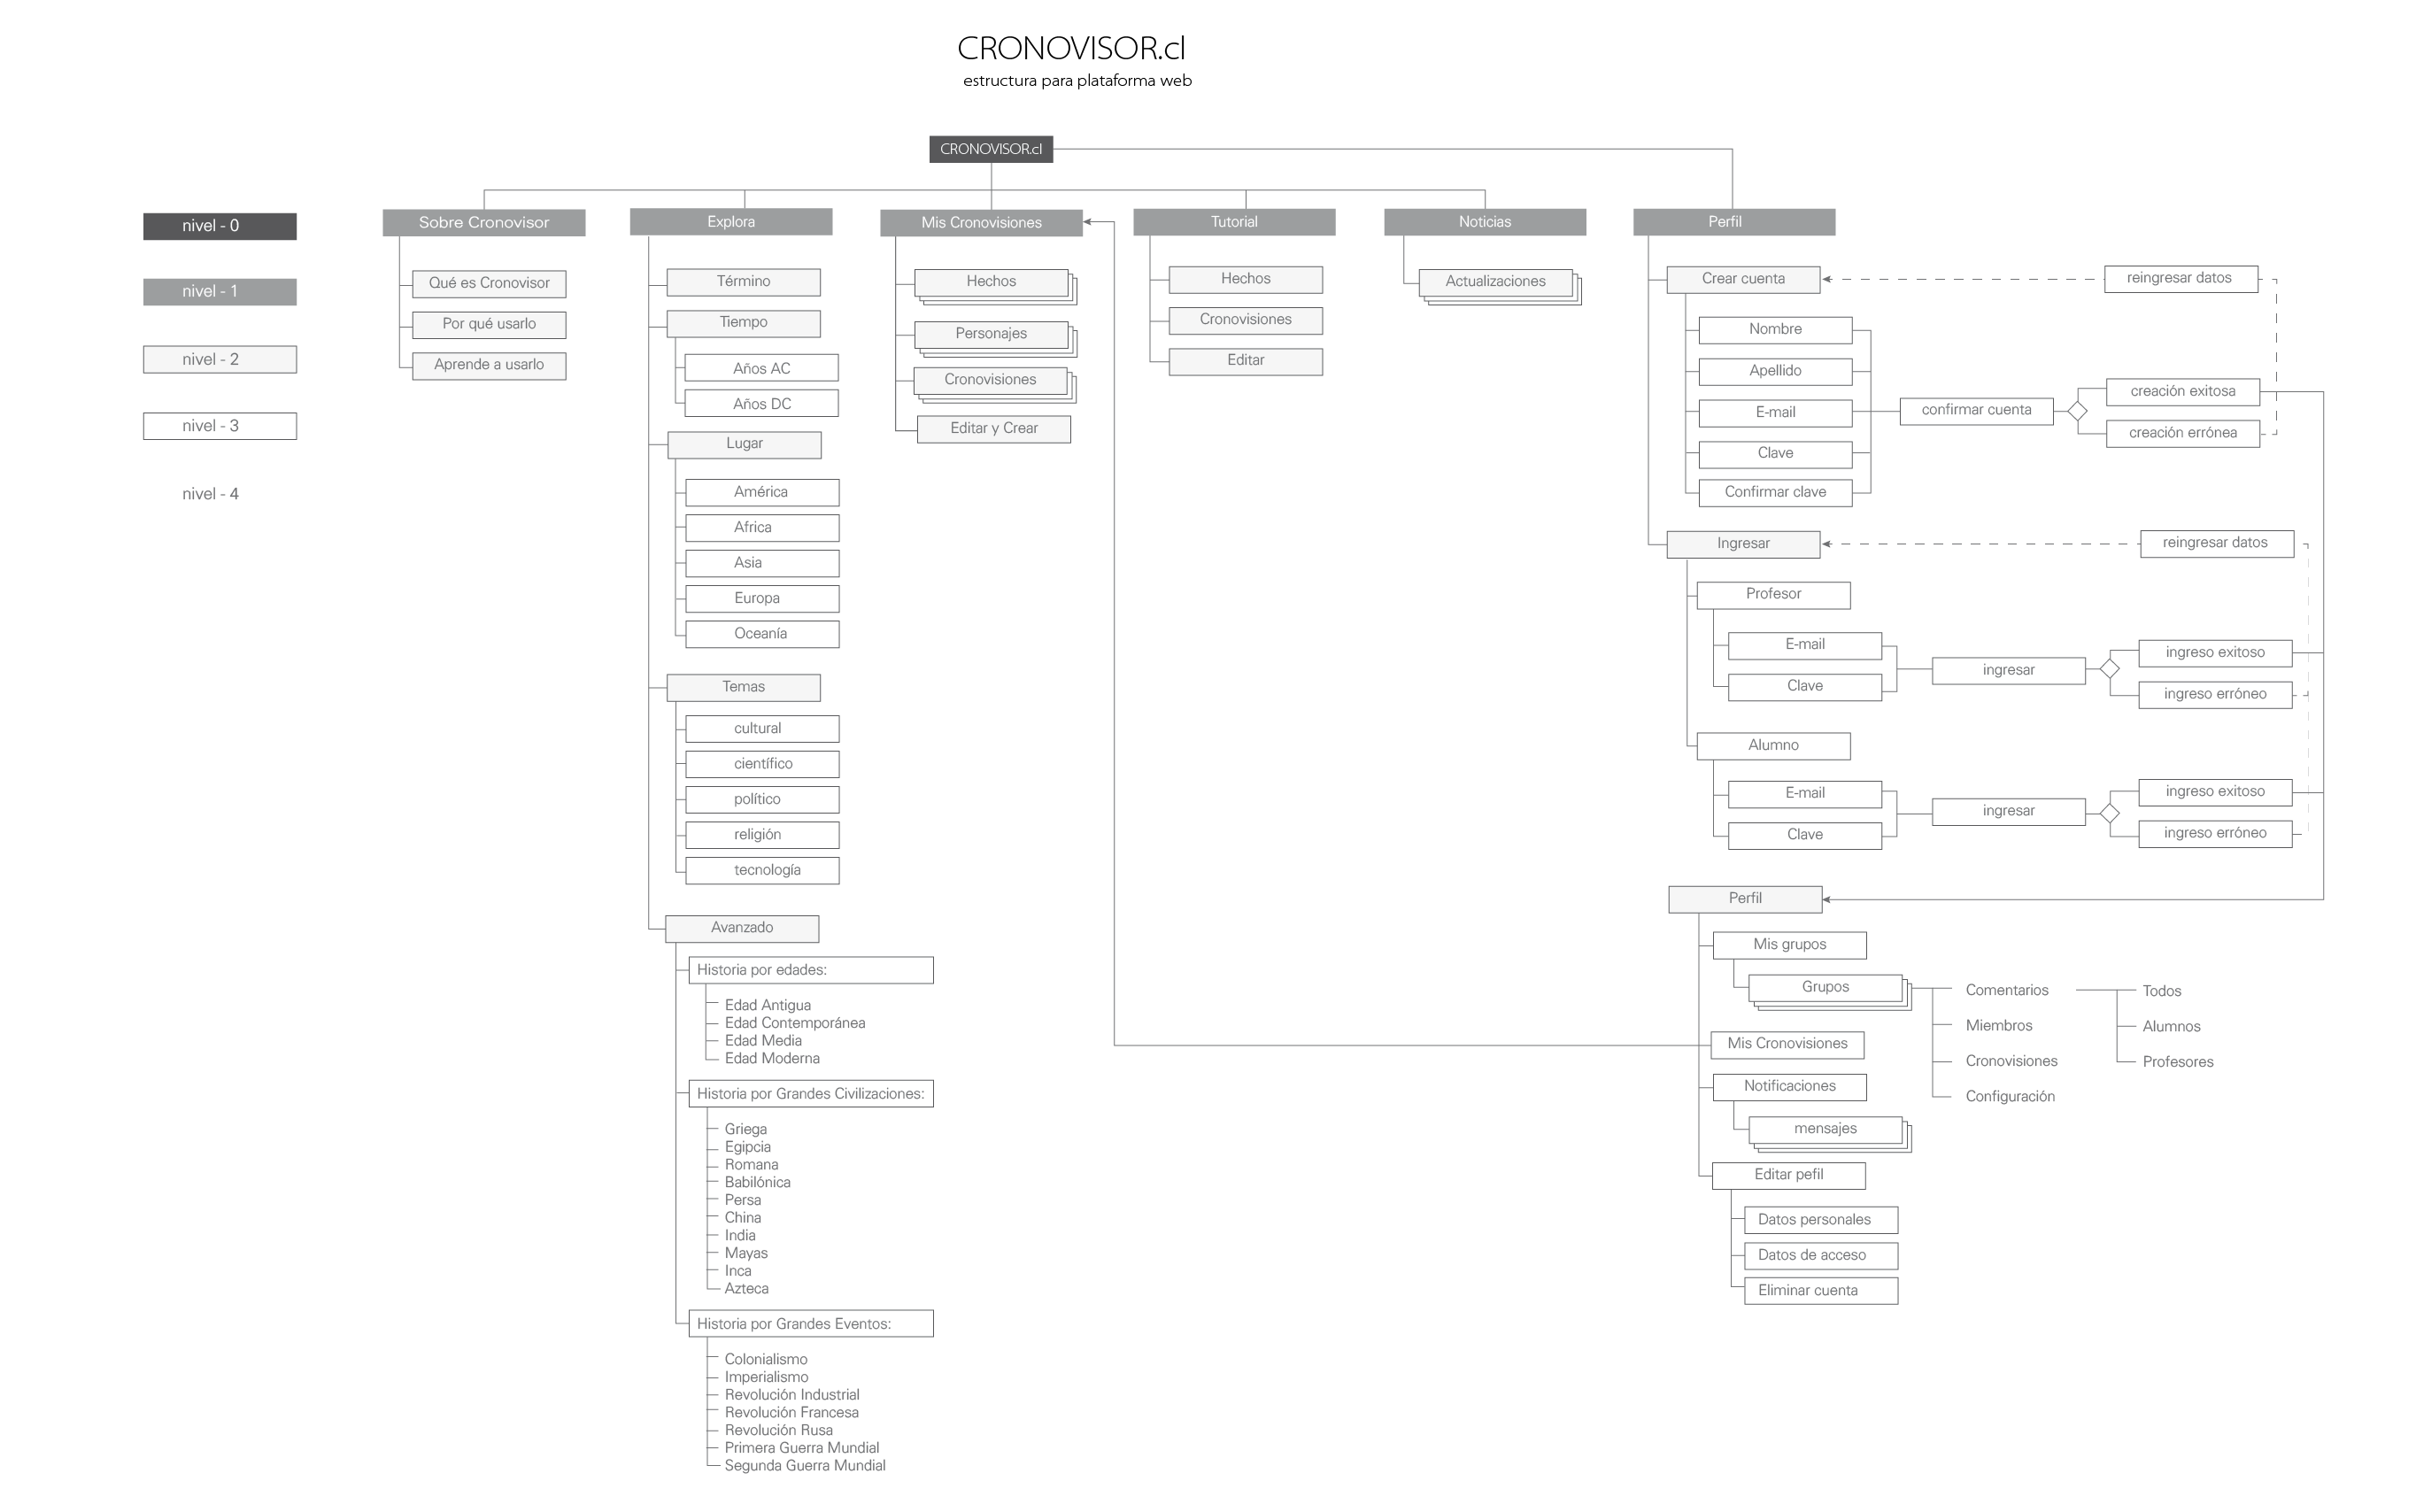 CRONOVISOR.cl
estructura para plataforma web
CRONOVISOR.cl
nivel - 0
nivel - 1
nivel - 2
nivel - 3
nivel - 4
Sobre Cronovisor
Qué es Cronovisor
Por qué usarlo
Aprende a usarlo
Explora
Término
Tiempo
Años AC
Años DC
Lugar
América
Africa
Asia
Europa
Oceanía
Temas
cultural
científico
político
religión
tecnología
Avanzado
Historia por edades:
Edad Antigua
Edad Contemporánea
Edad Media
Edad Moderna
Historia por Grandes Civilizaciones:
Griega
Egipcia
Romana
Babilónica
Persa
China
India
Mayas
Inca
Azteca
Historia por Grandes Eventos:
Colonialismo
Imperialismo
Revolución Industrial
Revolución Francesa
Revolución Rusa
Primera Guerra Mundial
Segunda Guerra Mundial
Mis Cronovisiones
Hechos
Personajes
Cronovisiones
Editar y Crear
Tutorial
Hechos
Cronovisiones
Editar
Noticias
Actualizaciones
Perfil
Crear cuenta
reingresar datos
Nombre
Apellido
E-mail
Clave
Confirmar clave
confirmar cuenta
creación exitosa
creación errónea
Ingresar
reingresar datos
Profesor
E-mail
Clave
ingresar
ingreso exitoso
ingreso erróneo
Alumno
E-mail
Clave
ingresar
ingreso exitoso
ingreso erróneo
Perfil
Mis grupos
Grupos
Comentarios
Miembros
Cronovisiones
Configuración
Todos
Alumnos
Profesores
Mis Cronovisiones
Notificaciones
mensajes
Editar pefil
Datos personales
Datos de acceso
Eliminar cuenta